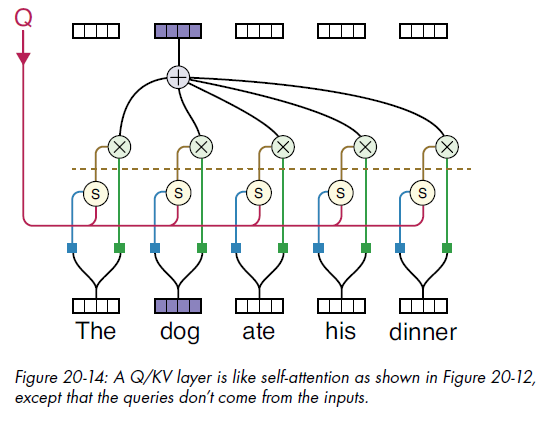 Q
S S S S S
The dog ate his dinner
Figure 20-14: A Q/KV layer is like self-attention as shown in Figure 20-12,
except that the queries don’t come from the inputs.